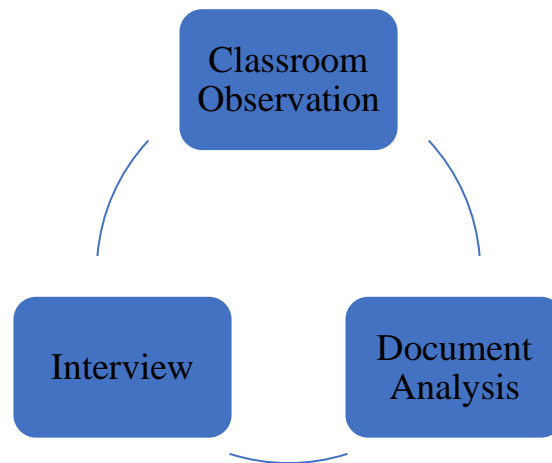 Classroom
Observation
Interview
Document
Analysis